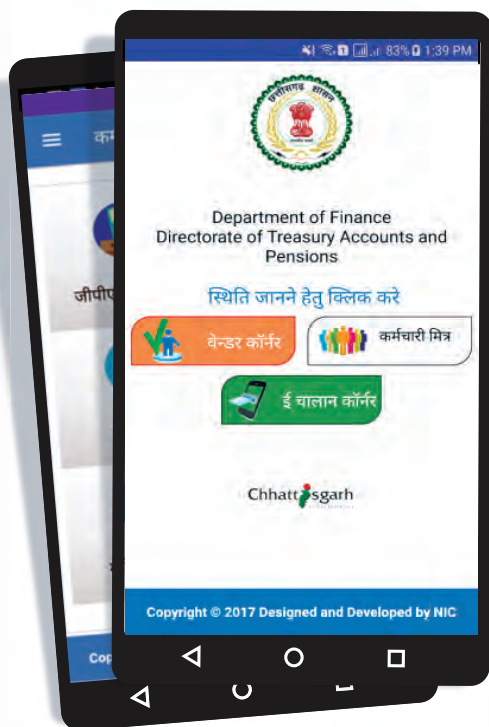 83% 1:39 PM
छत्तीसगढ़ शासन
Department of Finance
Directorate of Treasury Accounts and
Pensions
स्थिति जानने हेतु क्लिक करे
वेन्डर कॉर्नर
कर्मचारी मित्र
ई चालान कॉर्नर
Chhattisgarh
Copyright © 2017 Designed and Developed by NIC
जीपीए
Cop